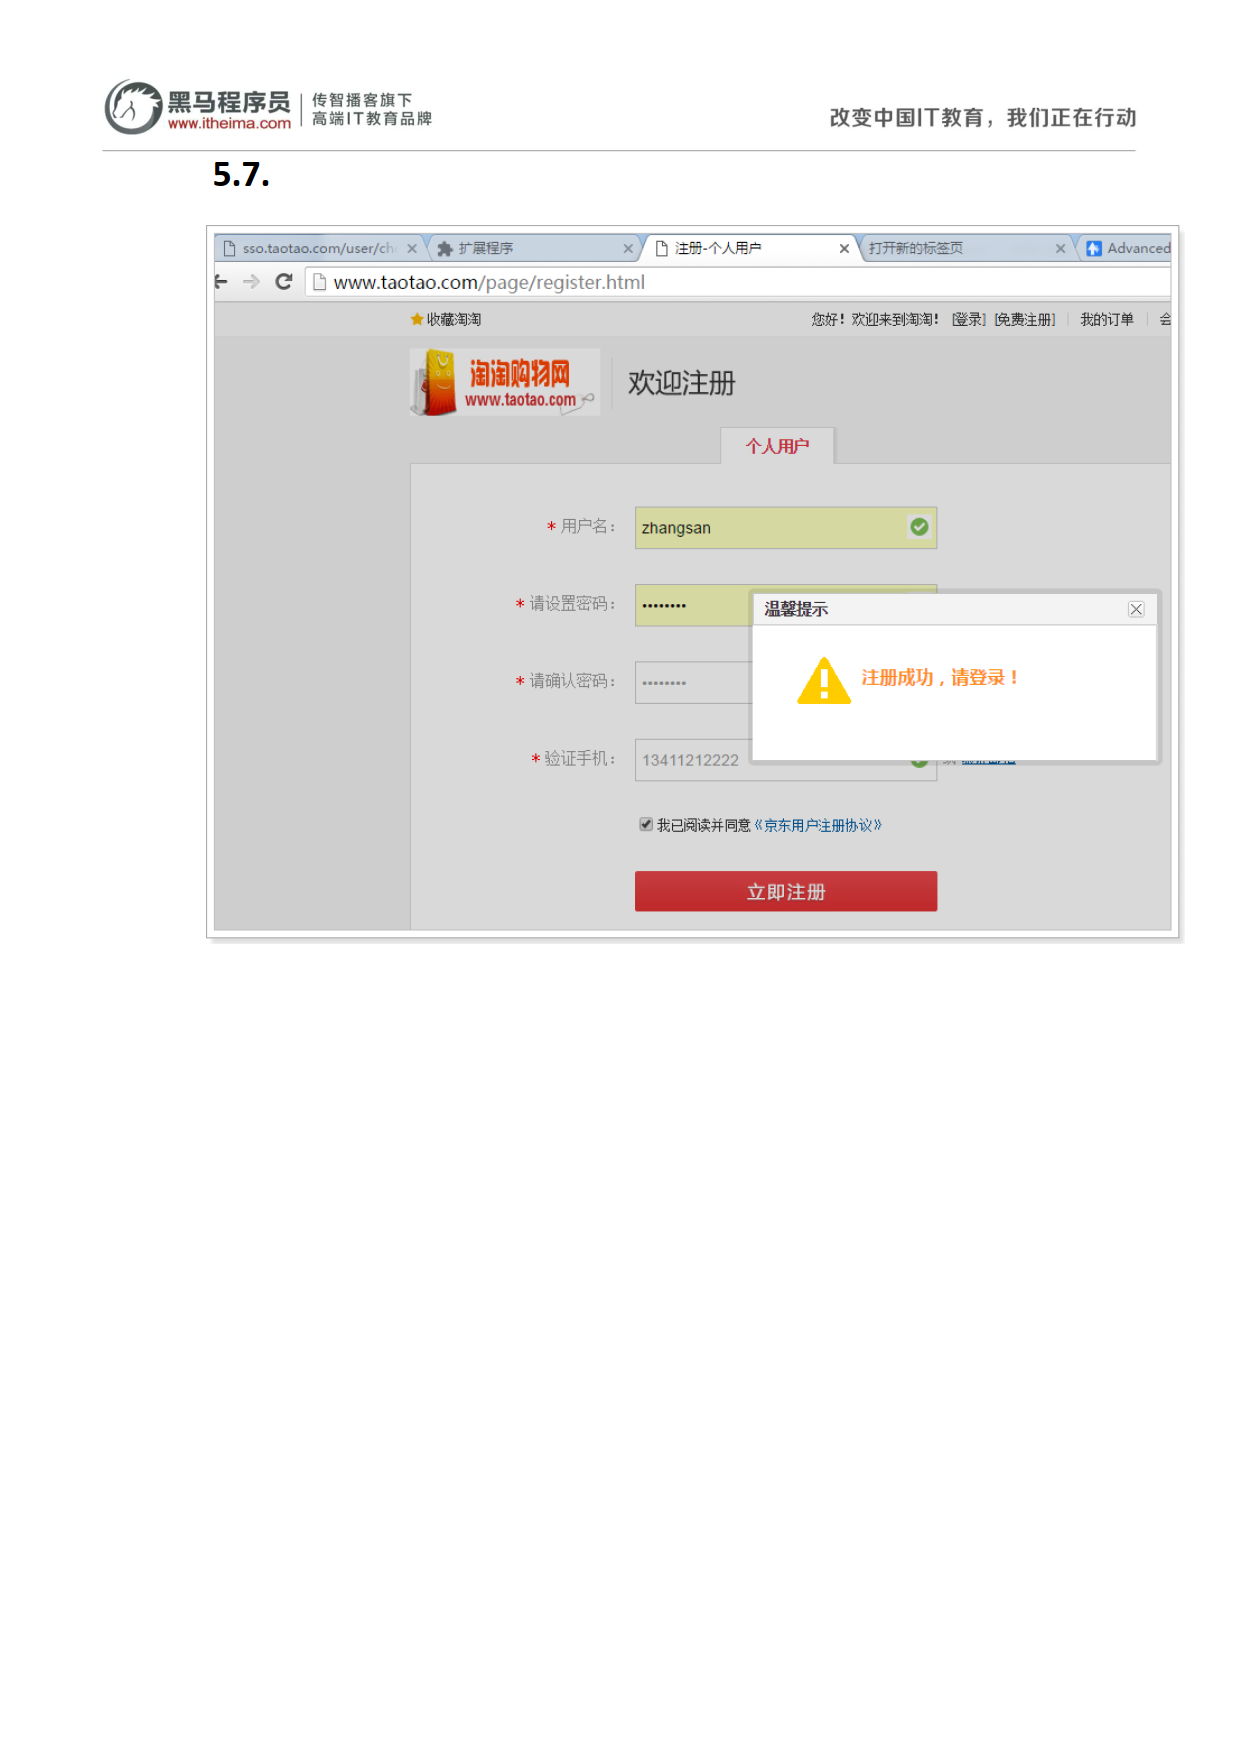 黑马程序员
www.itheima.com
传智播客旗下
高端IT教育品牌
改变中国IT教育，我们正在行动
5.7.
sso.taotao.com/user/ch
扩展程序
注册-个人用户
打开新的标签页
Advanced
www.taotao.com/page/register.html
收藏淘淘
您好！欢迎来到淘淘！ [登录] [免费注册] 我的订单 会
淘淘购物网
www.taotao.com
欢迎注册
个人用户
* 用户名：
zhangsan
* 请设置密码：
••••••••
温馨提示
注册成功，请登录！
* 请确认密码：
••••••••
* 验证手机：
13411212222
我已阅读并同意《京东用户注册协议》
立即注册